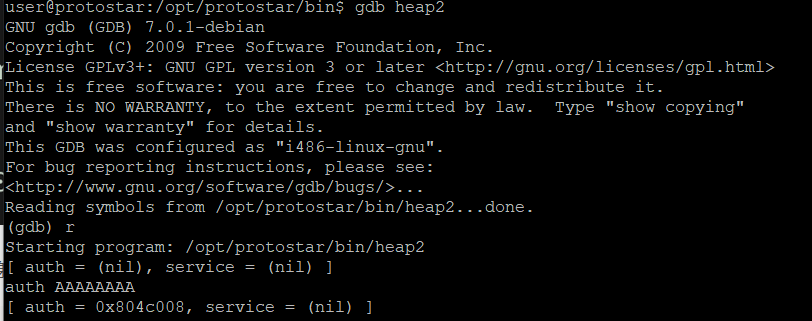 user@protostar:/opt/protostar/bin$ gdb heap2
GNU gdb (GDB) 7.0.1-debian
Copyright (C) 2009 Free Software Foundation, Inc.
License GPLv3+: GNU GPL version 3 or later <http://gnu.org/licenses/gpl.html>
This is free software: you are free to change and redistribute it.
There is NO WARRANTY, to the extent permitted by law.  Type "show copying"
and "show warranty" for details.
This GDB was configured as "i486-linux-gnu".
For bug reporting instructions, please see:
<http://www.gnu.org/software/gdb/bugs/>...
Reading symbols from /opt/protostar/bin/heap2...done.
(gdb) r
Starting program: /opt/protostar/bin/heap2
[ auth = (nil), service = (nil) ]
auth AAAAAAAA
[ auth = 0x804c008, service = (nil) ]